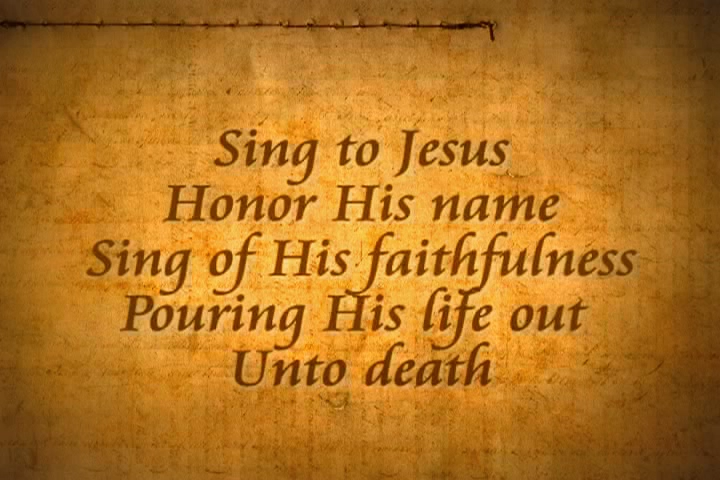 Sing to Jesus
Honor His name
Sing of His faithfulness
Pouring His life out
Unto death